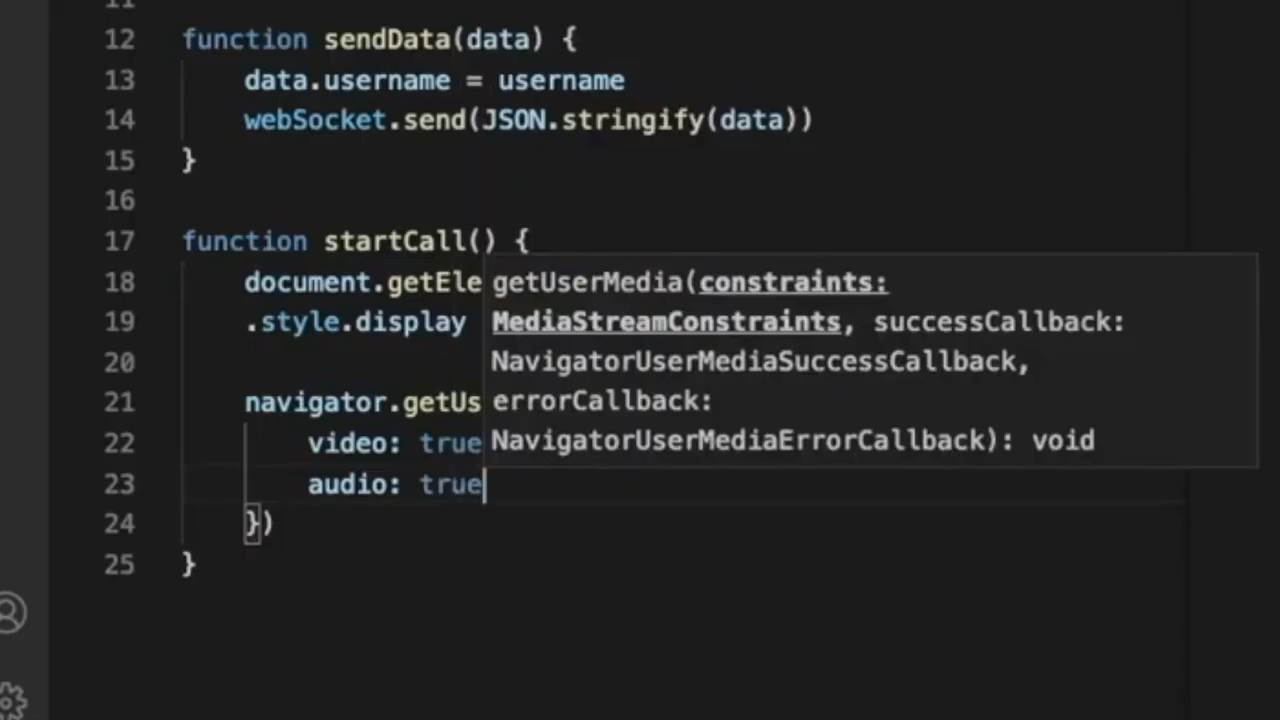 11
12 function sendData(data) {
13 data.username = username
14 webSocket.send(JSON.stringify(data))
15 }
16
17 function startCall() {
18 document.getEle getUserMedia(constraints:
19 .style.display MediaStreamConstraints, successCallback:
20 NavigatorUserMediaSuccessCallback,
21 navigator.getUs errorCallback:
22 video: true NavigatorUserMediaErrorCallback): void
23 audio: true
24 })
25 }